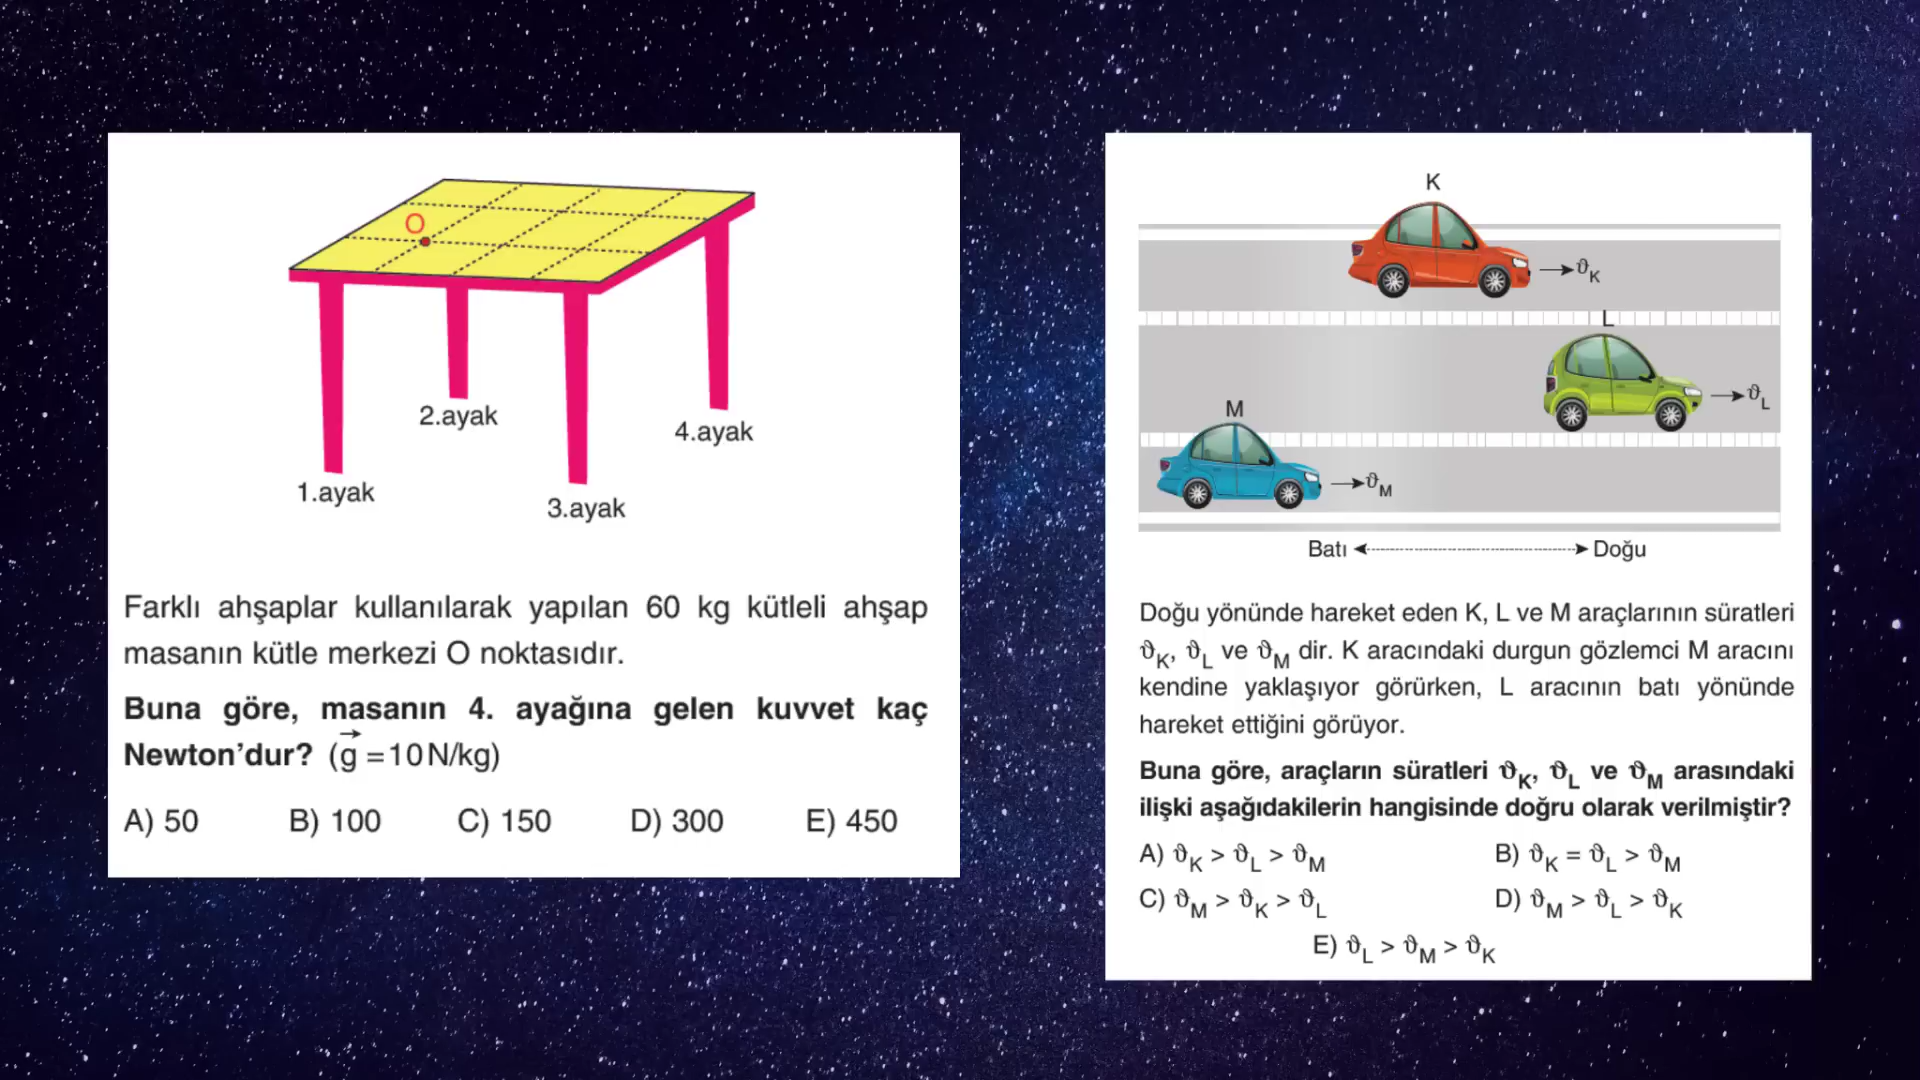 O
1.ayak
2.ayak
3.ayak
4.ayak
Farklı ahşaplar kullanılarak yapılan 60 kg kütleli ahşap
masanın kütle merkezi O noktasıdır.
Buna göre, masanın 4. ayağına gelen kuvvet kaç
Newton’dur? (g⃗ = 10 N/kg)
A) 50 B) 100 C) 150 D) 300 E) 450
K
ϑK
L
ϑL
M
ϑM
Batı Doğu
Doğu yönünde hareket eden K, L ve M araçlarının süratleri
ϑK, ϑL ve ϑM dir. K aracındaki durgun gözlemci M aracını
kendine yaklaşıyor görürken, L aracının batı yönünde
hareket ettiğini görüyor.
Buna göre, araçların süratleri ϑK, ϑL ve ϑM arasındaki
ilişki aşağıdakilerin hangisinde doğru olarak verilmiştir?
A) ϑK > ϑL > ϑM B) ϑK = ϑL > ϑM
C) ϑM > ϑK > ϑL D) ϑM > ϑL > ϑK
E) ϑL > ϑM > ϑK